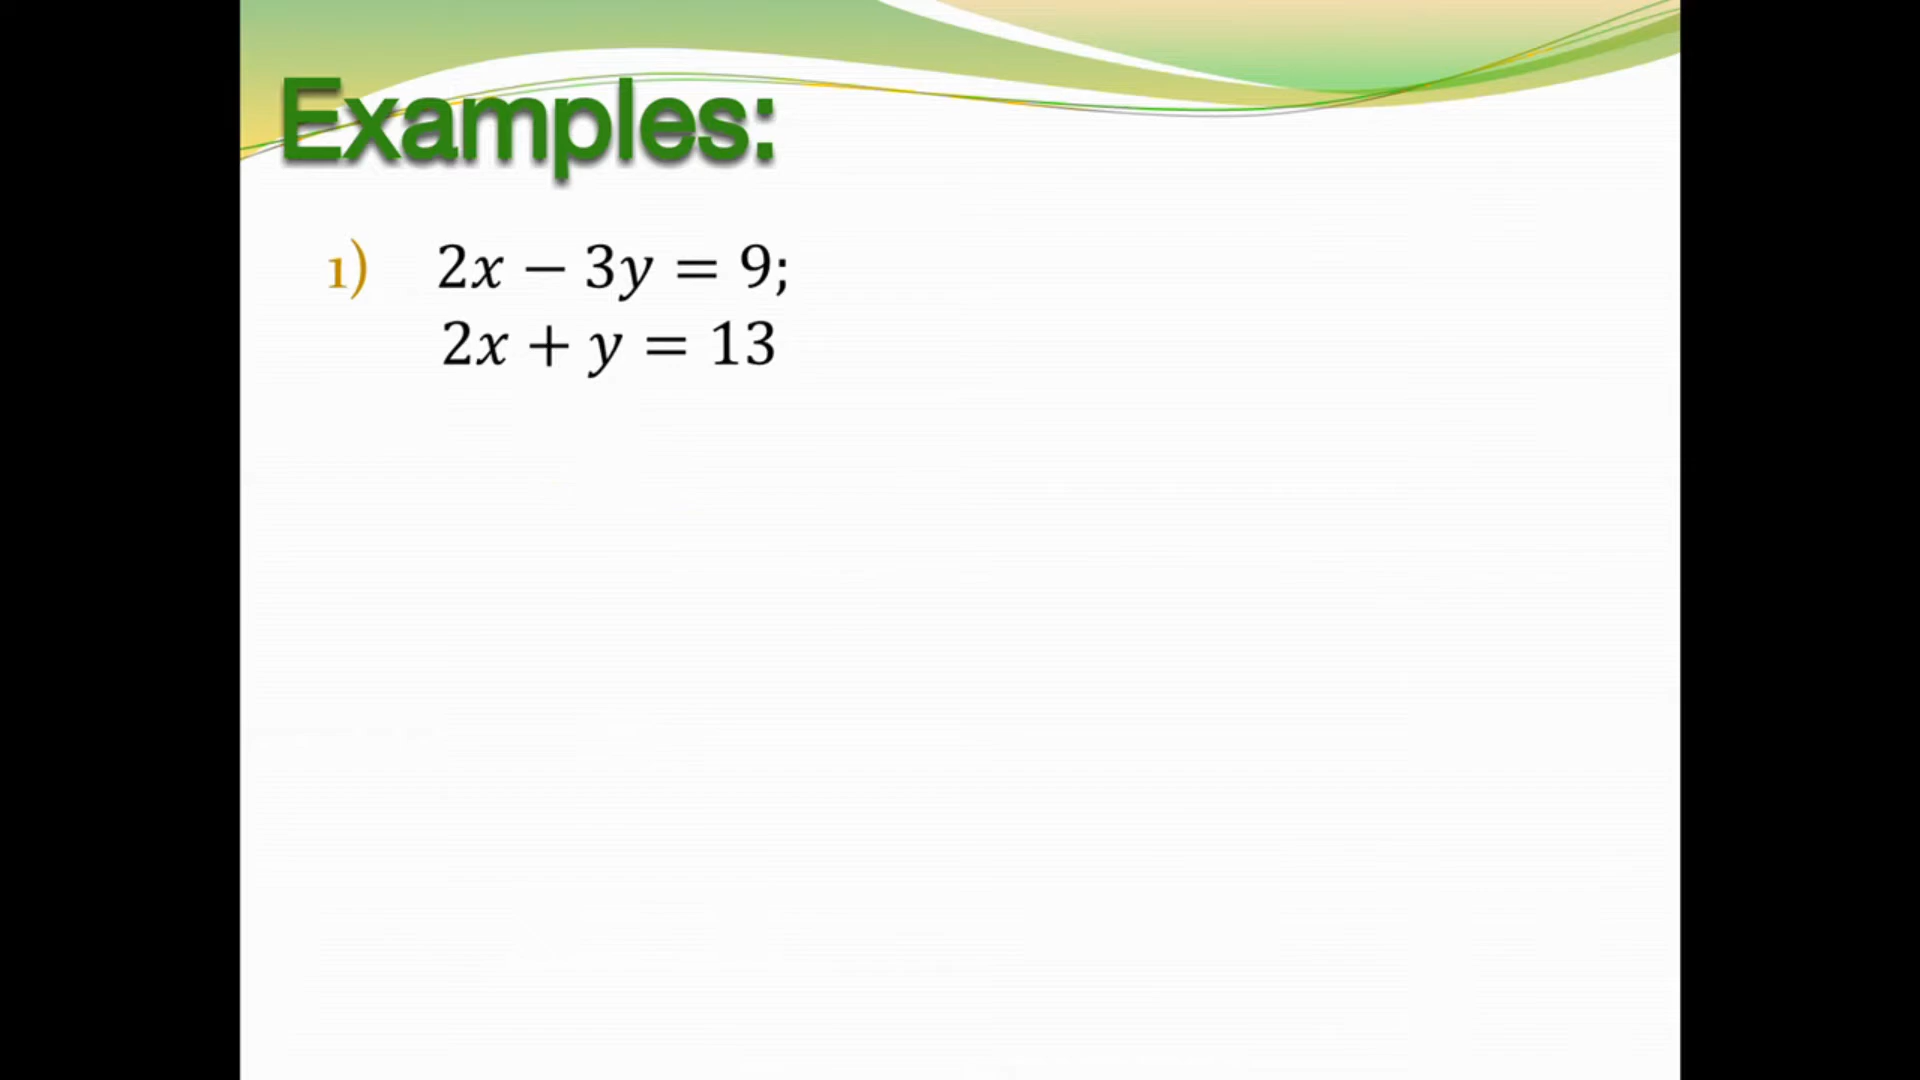 Examples:
1) 2x − 3y = 9;
2x + y = 13